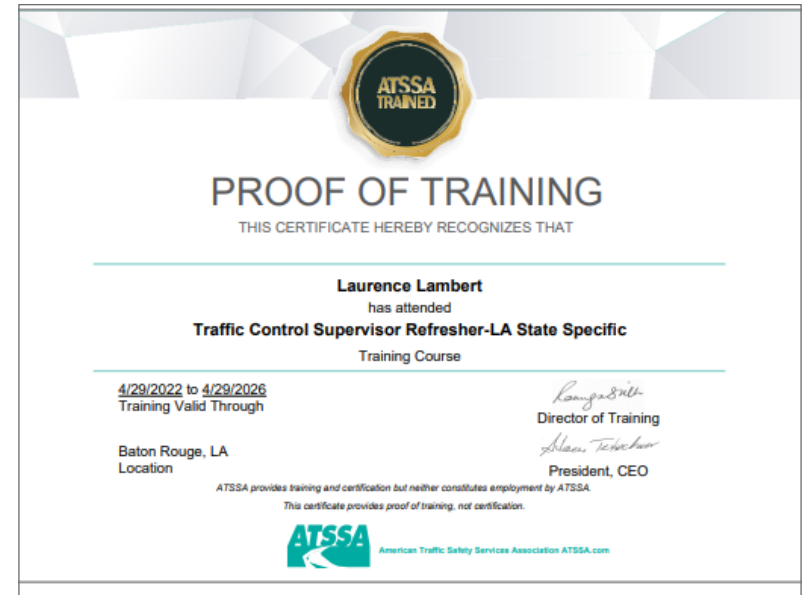 ATSSA
TRAINED
PROOF OF TRAINING
THIS CERTIFICATE HEREBY RECOGNIZES THAT
Laurence Lambert
has attended
Traffic Control Supervisor Refresher-LA State Specific
Training Course
4/29/2022 to 4/29/2026
Training Valid Through
Director of Training
Baton Rouge, LA
Location
President, CEO
ATSSA provides training and certification but neither constitutes employment by ATSSA.
This certificate provides proof of training, not certification.
ATSSA
American Traffic Safety Services Association ATSSA.com